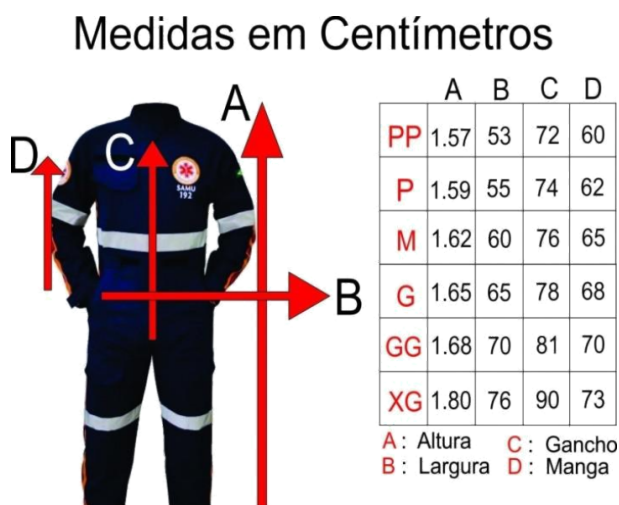 Medidas em Centímetros
A
D
C
B
SAMU
192
A B C D
PP 1.57 53 72 60
P 1.59 55 74 62
M 1.62 60 76 65
G 1.65 65 78 68
GG 1.68 70 81 70
XG 1.80 76 90 73
A : Altura C : Gancho
B : Largura D : Manga